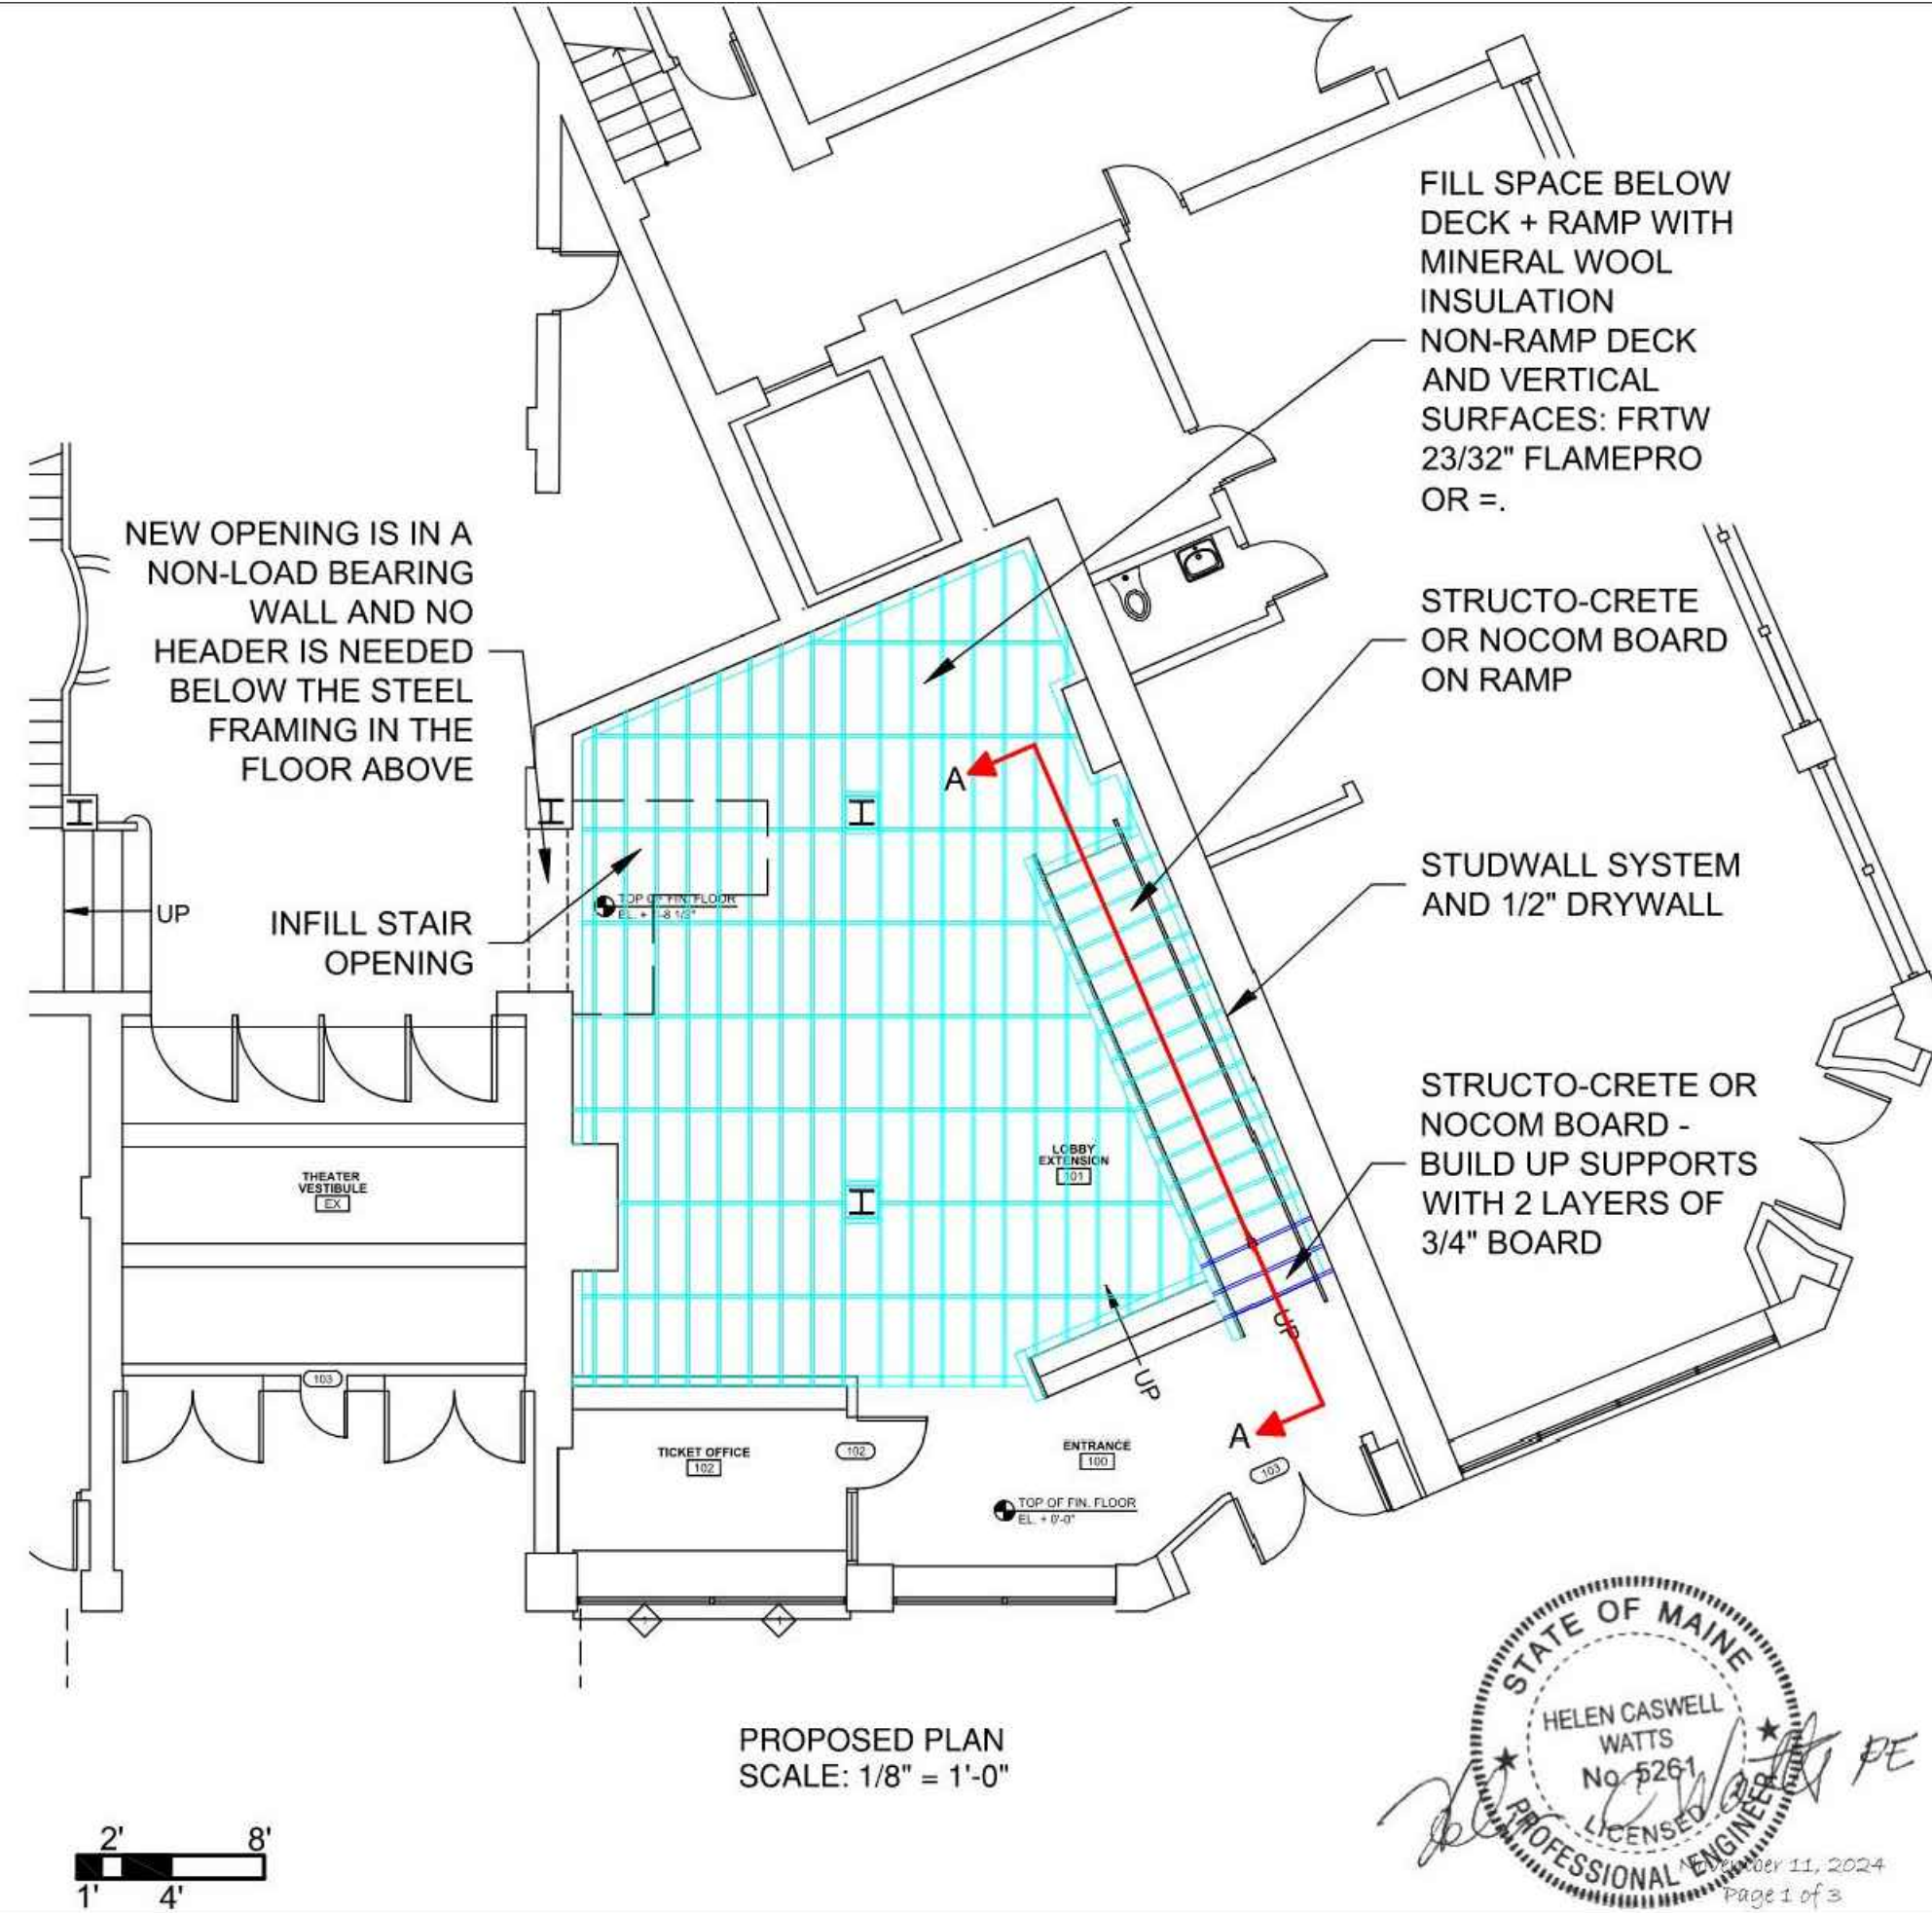 FILL SPACE BELOW
DECK + RAMP WITH
MINERAL WOOL
INSULATION
NON-RAMP DECK
AND VERTICAL
SURFACES: FRTW
23/32" FLAMEPRO
OR =.
NEW OPENING IS IN A
NON-LOAD BEARING
WALL AND NO
HEADER IS NEEDED
BELOW THE STEEL
FRAMING IN THE
FLOOR ABOVE
STRUCTO-CRETE
OR NOCOM BOARD
ON RAMP
A
STUDWALL SYSTEM
AND 1/2" DRYWALL
UP
INFILL STAIR
OPENING
TOP OF FIN. FLOOR
STRUCTO-CRETE OR
NOCOM BOARD -
BUILD UP SUPPORTS
WITH 2 LAYERS OF
3/4" BOARD
LOBBY
EXTENSION
101
THEATER
VESTIBULE
EX
UP
UP
103
A
TICKET OFFICE
102
102
ENTRANCE
100
103
TOP OF FIN. FLOOR
EL. + 0'-0"
PROPOSED PLAN
SCALE: 1/8" = 1'-0"
2' 8'
1' 4'
STATE OF MAINE
HELEN CASWELL
WATTS
No. 5261
LICENSED
PROFESSIONAL ENGINEER
PE
November 11, 2024
Page 1 of 3